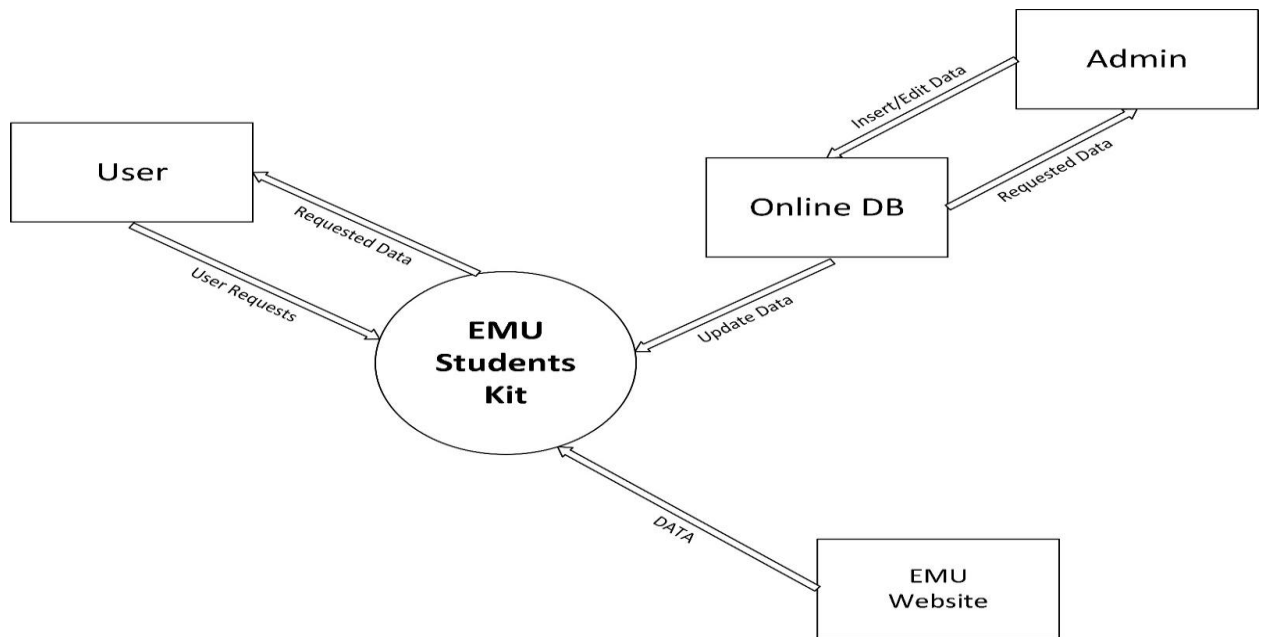 Admin
Insert/Edit Data
Requested Data
User
Online DB
Requested Data
User Requests
Update Data
EMU
Students
Kit
DATA
EMU
Website